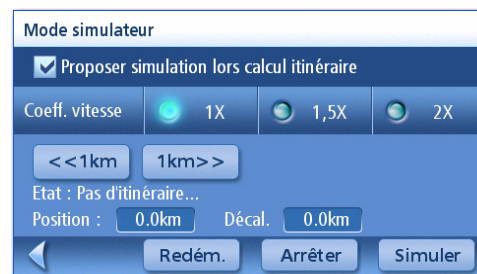 Mode simulateur
Proposer simulation lors calcul itinéraire
Coeff. vitesse 1X 1,5X 2X
<<1km 1km>>
Etat : Pas d'itinéraire...
Position : 0.0km Décal. 0.0km
Redém. Arrêter Simuler